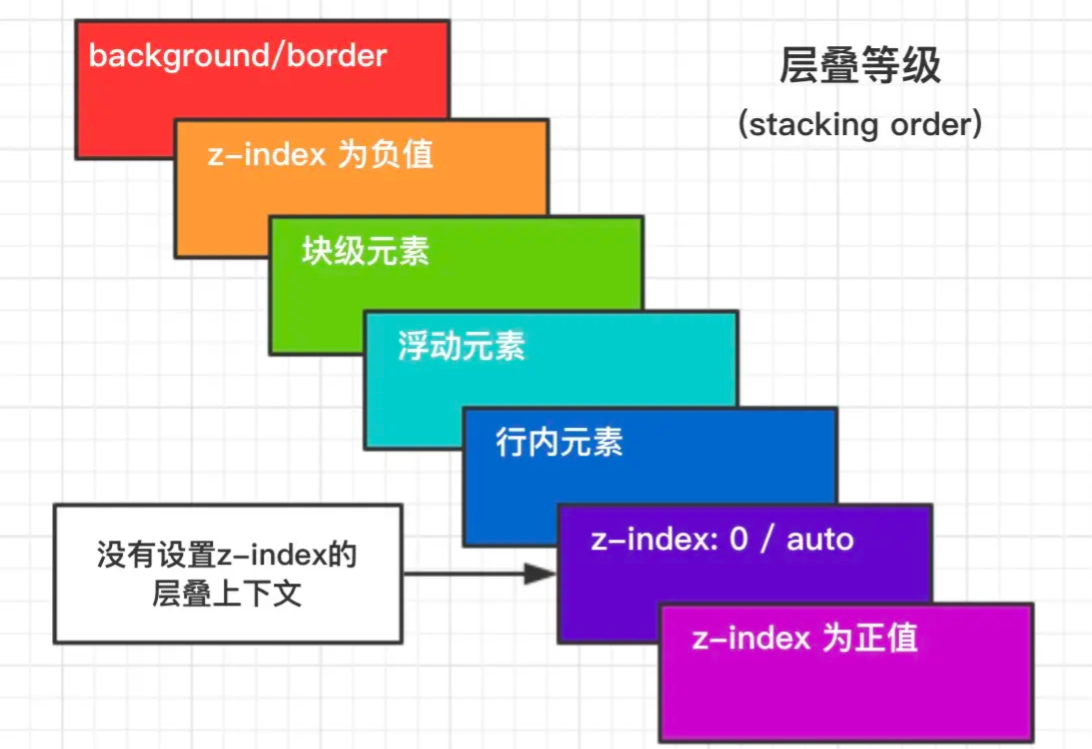 background/border
层叠等级
(stacking order)
z-index 为负值
块级元素
浮动元素
行内元素
没有设置z-index的
层叠上下文
z-index: 0 / auto
z-index 为正值